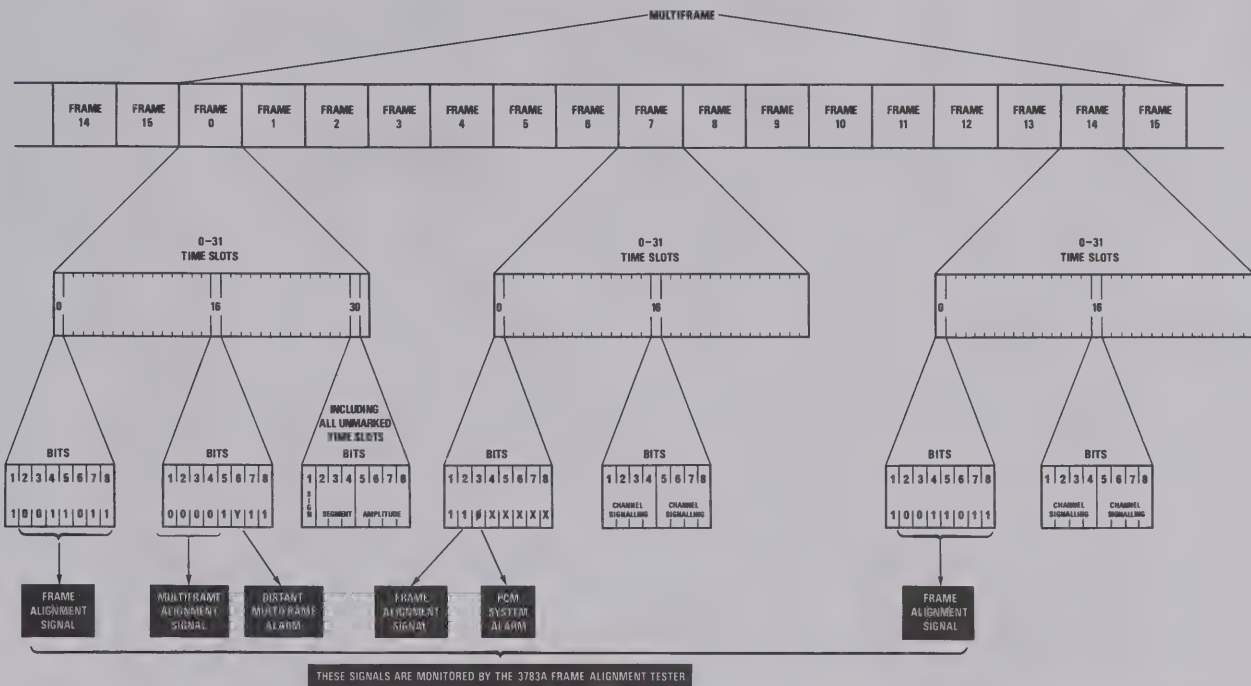 MULTIFRAME
FRAME 14 FRAME 15 FRAME 0 FRAME 1 FRAME 2 FRAME 3 FRAME 4 FRAME 5 FRAME 6 FRAME 7 FRAME 8 FRAME 9 FRAME 10 FRAME 11 FRAME 12 FRAME 13 FRAME 14 FRAME 15
0-31
TIME SLOTS
0-31
TIME SLOTS
0-31
TIME SLOTS
0 16 30
0 16
0 16
INCLUDING
ALL UNMARKED
TIME SLOTS
BITS
1 2 3 4 5 6 7 8
1 0 0 1 1 0 1 1
BITS
1 2 3 4 5 6 7 8
0 0 0 0 1 Y 1 1
BITS
1 2 3 4 5 6 7 8
SIGN SEGMENT AMPLITUDE
BITS
1 2 3 4 5 6 7 8
1 1 Ø X X X X X
BITS
1 2 3 4 5 6 7 8
CHANNEL CHANNEL
SIGNALLING SIGNALLING
BITS
1 2 3 4 5 6 7 8
1 0 0 1 1 0 1 1
BITS
1 2 3 4 5 6 7 8
CHANNEL CHANNEL
SIGNALLING SIGNALLING
FRAME
ALIGNMENT
SIGNAL
MULTIFRAME
ALIGNMENT
SIGNAL
DISTANT
MULTIFRAME
ALARM
FRAME
ALIGNMENT
SIGNAL
PCM
SYSTEM
ALARM
FRAME
ALIGNMENT
SIGNAL
THESE SIGNALS ARE MONITORED BY THE 3783A FRAME ALIGNMENT TESTER